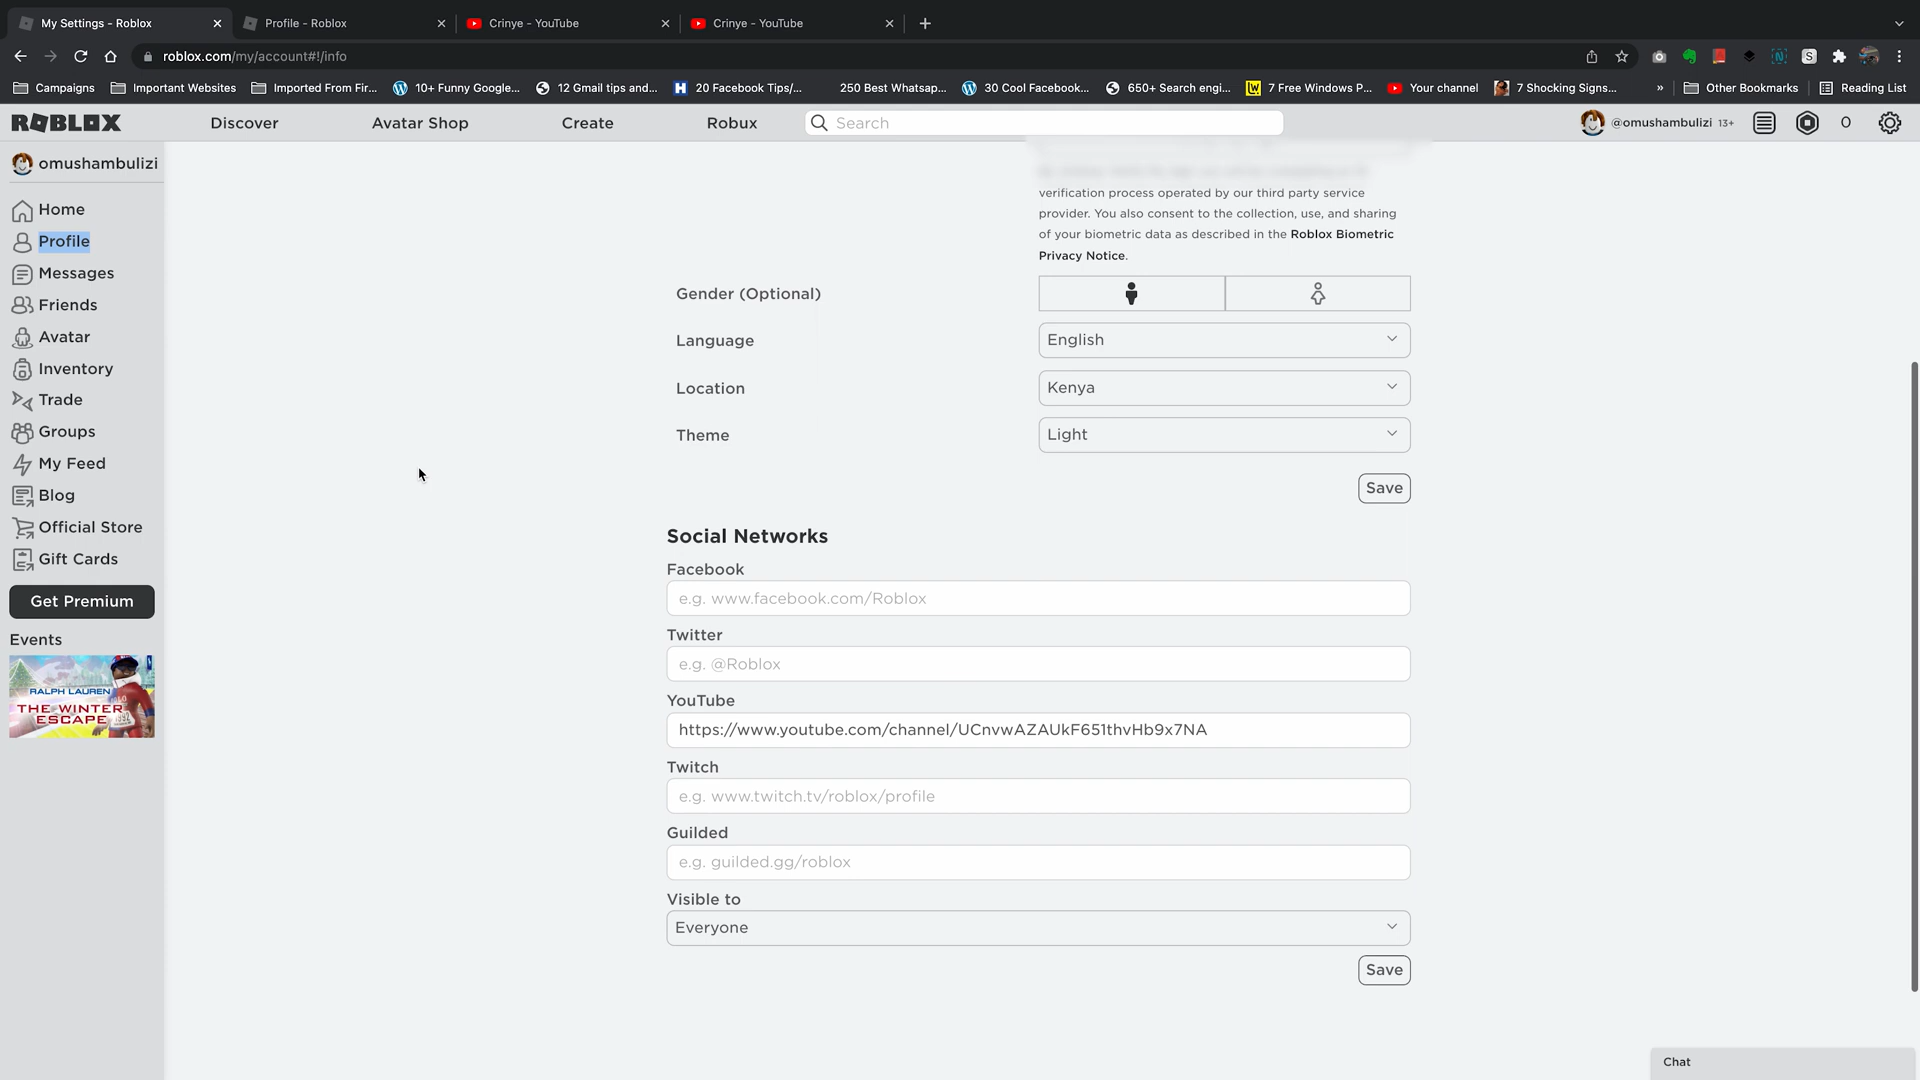 My Settings - Roblox
Profile - Roblox
Crinye - YouTube
Crinye - YouTube
roblox.com/my/account#!/info
Campaigns
Important Websites
Imported From Fir...
10+ Funny Google...
12 Gmail tips and...
20 Facebook Tips/...
250 Best Whatsap...
30 Cool Facebook...
650+ Search engi...
7 Free Windows P...
Your channel
7 Shocking Signs...
»
Other Bookmarks
Reading List
ROBLOX
Discover
Avatar Shop
Create
Robux
Search
@omushambulizi 13+
0
omushambulizi
Home
Profile
Messages
Friends
Avatar
Inventory
Trade
Groups
My Feed
Blog
Official Store
Gift Cards
Get Premium
Events
RALPH LAUREN
THE WINTER
ESCAPE
1992
verification process operated by our third party service
provider. You also consent to the collection, use, and sharing
of your biometric data as described in the Roblox Biometric
Privacy Notice.
Gender (Optional)
Language
English
Location
Kenya
Theme
Light
Save
Social Networks
Facebook
e.g. www.facebook.com/Roblox
Twitter
e.g. @Roblox
YouTube
https://www.youtube.com/channel/UCnvwAZAUkF651thvHb9x7NA
Twitch
e.g. www.twitch.tv/roblox/profile
Guilded
e.g. guilded.gg/roblox
Visible to
Everyone
Save
Chat